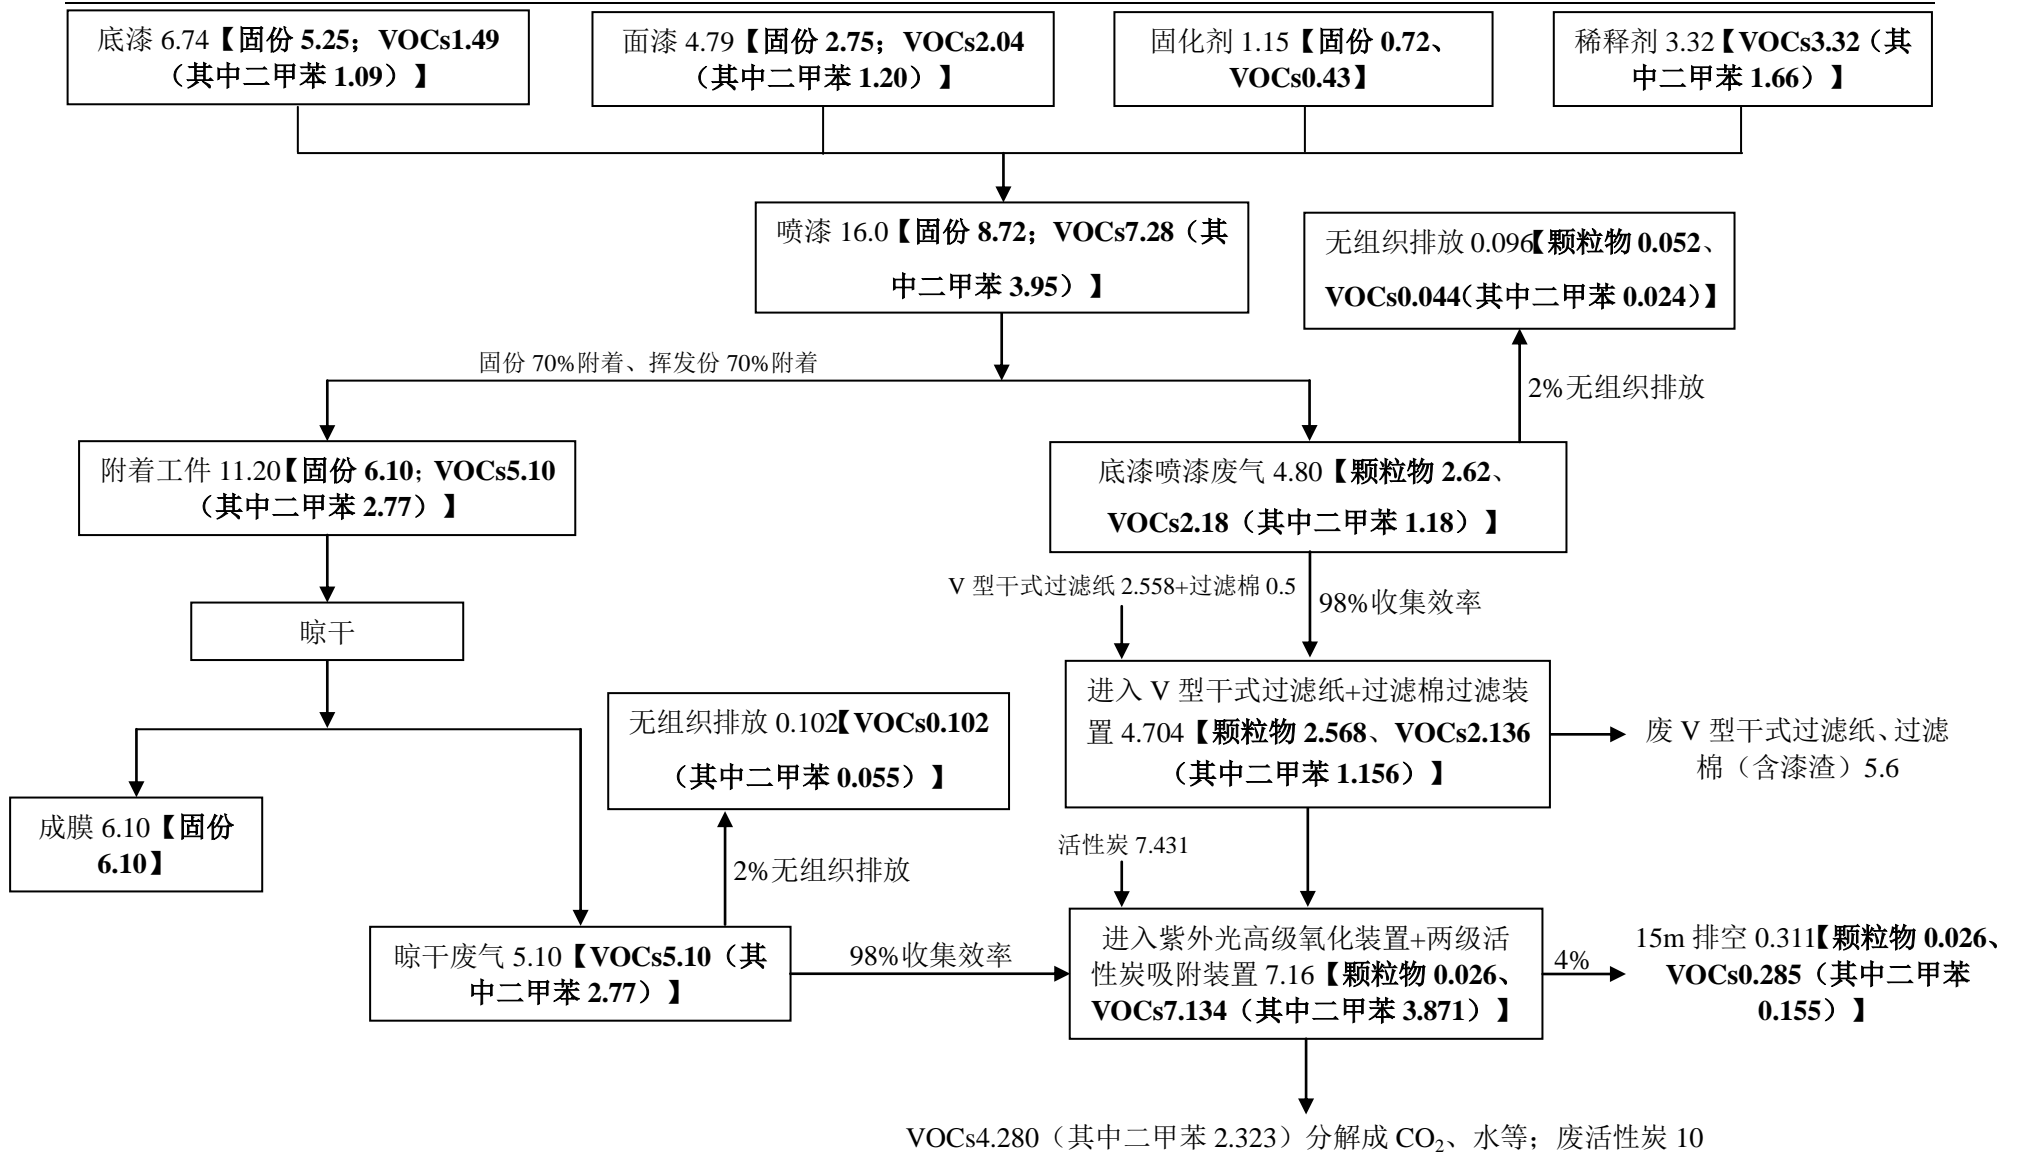 底漆 6.74【固份 5.25；VOCs1.49
（其中二甲苯 1.09）】
面漆 4.79【固份 2.75；VOCs2.04
（其中二甲苯 1.20）】
固化剂 1.15【固份 0.72、
VOCs0.43】
稀释剂 3.32【VOCs3.32（其
中二甲苯 1.66）】
喷漆 16.0【固份 8.72；VOCs7.28（其
中二甲苯 3.95）】
无组织排放 0.096【颗粒物 0.052、
VOCs0.044（其中二甲苯 0.024）】
固份 70%附着、挥发份 70%附着
2%无组织排放
附着工件 11.20【固份 6.10；VOCs5.10
（其中二甲苯 2.77）】
底漆喷漆废气 4.80【颗粒物 2.62、
VOCs2.18（其中二甲苯 1.18）】
V 型干式过滤纸 2.558+过滤棉 0.5
98%收集效率
晾干
进入 V 型干式过滤纸+过滤棉过滤装
置 4.704【颗粒物 2.568、VOCs2.136
（其中二甲苯 1.156）】
废 V 型干式过滤纸、过滤
棉（含漆渣）5.6
无组织排放 0.102【VOCs0.102
（其中二甲苯 0.055）】
成膜 6.10【固份
6.10】
2%无组织排放
活性炭 7.431
晾干废气 5.10【VOCs5.10（其
中二甲苯 2.77）】
98%收集效率
进入紫外光高级氧化装置+两级活
性炭吸附装置 7.16【颗粒物 0.026、
VOCs7.134（其中二甲苯 3.871）】
4%
15m 排空 0.311【颗粒物 0.026、
VOCs0.285（其中二甲苯
0.155）】
VOCs4.280（其中二甲苯 2.323）分解成 CO₂、水等；废活性炭 10